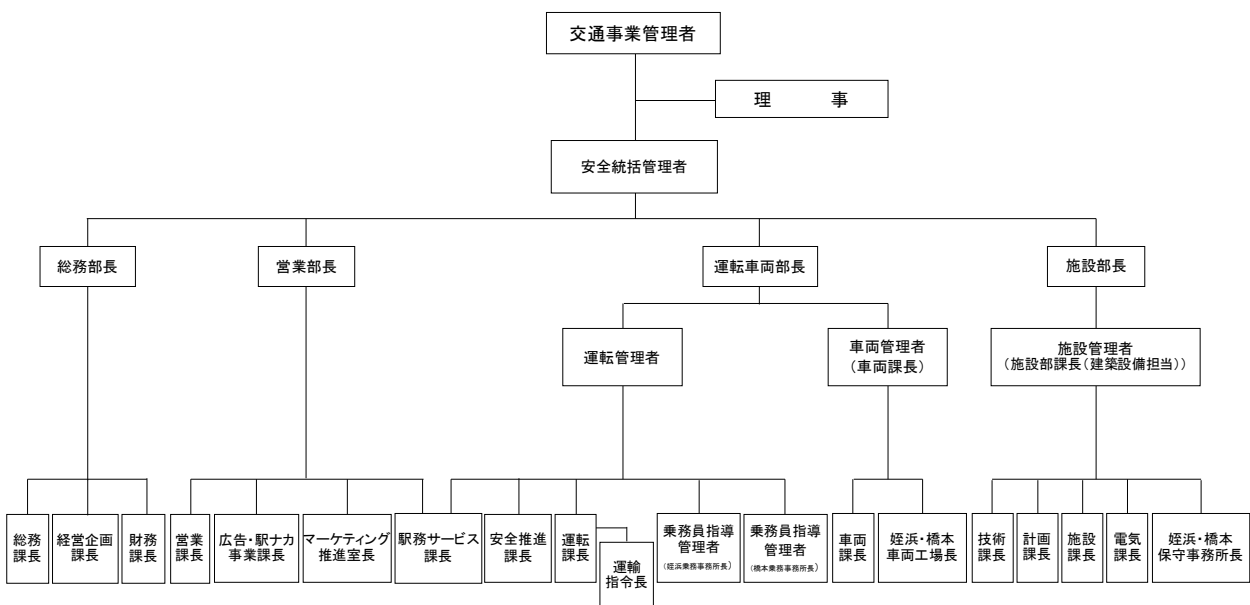 交通事業管理者
理　　　事
安全統括管理者
総務部長
営業部長
運転車両部長
施設部長
運転管理者
車両管理者
(車両課長)
施設管理者
(施設部課長(建築設備担当))
総務
課長
経営企画
課長
財務
課長
営業
課長
広告・駅ナカ
事業課長
マーケティング
推進室長
駅務サービス
課長
安全推進
課長
運転
課長
運輸
指令長
乗務員指導
管理者
(姪浜乗務事務所長)
乗務員指導
管理者
(橋本乗務事務所長)
車両
課長
姪浜・橋本
車両工場長
技術
課長
計画
課長
施設
課長
電気
課長
姪浜・橋本
保守事務所長